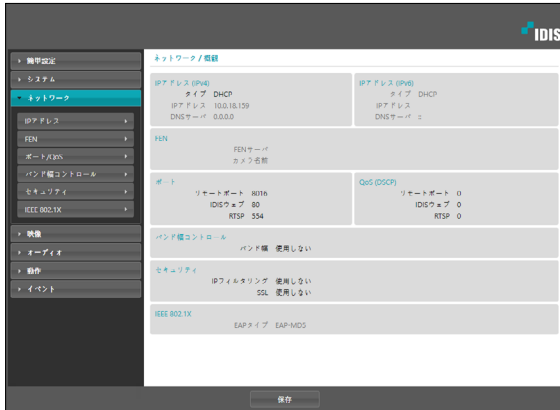 IDIS
簡単設定
システム
ネットワーク
IPアドレス
FEN
ポート/QoS
バンド幅コントロール
セキュリティ
IEEE 802.1X
映像
オーディオ
動作
イベント
ネットワーク / 概観
IPアドレス (IPv4)
タイプ DHCP
IPアドレス 10.0.18.159
DNSサーバ 0.0.0.0
IPアドレス (IPv6)
タイプ DHCP
IPアドレス
DNSサーバ ::
FEN
FENサーバ
カメラ名前
ポート
リモートポート 8016
IDISウェブ 80
RTSP 554
QoS (DSCP)
リモートポート 0
IDISウェブ 0
RTSP 0
バンド幅コントロール
バンド幅 使用しない
セキュリティ
IPフィルタリング 使用しない
SSL 使用しない
IEEE 802.1X
EAPタイプ EAP-MD5
保存